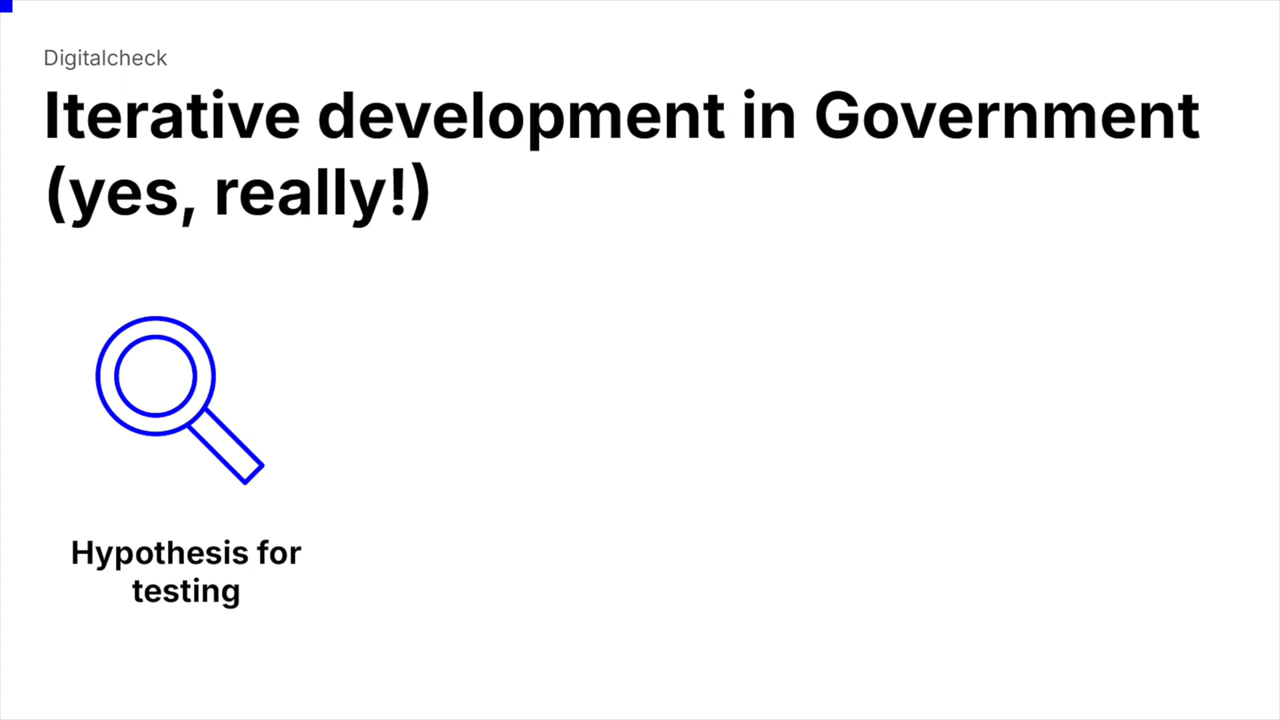 Digitalcheck
Iterative development in Government
(yes, really!)
Hypothesis for
testing